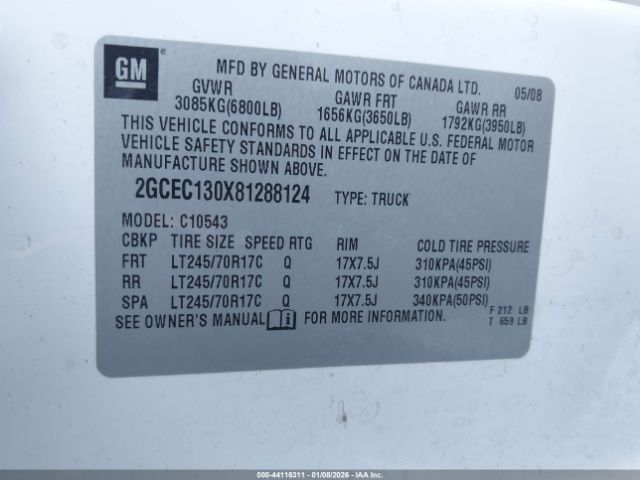 GM
MFD BY GENERAL MOTORS OF CANADA LTD. 05/08
GVWR GAWR FRT GAWR RR
3085KG(6800LB) 1656KG(3650LB) 1792KG(3950LB)
THIS VEHICLE CONFORMS TO ALL APPLICABLE U.S. FEDERAL MOTOR
VEHICLE SAFETY STANDARDS IN EFFECT ON THE DATE OF
MANUFACTURE SHOWN ABOVE.
2GCEC130X81288124 TYPE: TRUCK
MODEL: C10543
CBKP TIRE SIZE SPEED RTG RIM COLD TIRE PRESSURE
FRT LT245/70R17C Q 17X7.5J 310KPA(45PSI)
RR LT245/70R17C Q 17X7.5J 310KPA(45PSI)
SPA LT245/70R17C Q 17X7.5J 340KPA(50PSI)
SEE OWNER'S MANUAL i FOR MORE INFORMATION.
F 212 LB
T 659 LB
000-44116311 - 01/08/2026 - IAA Holdings, LLC